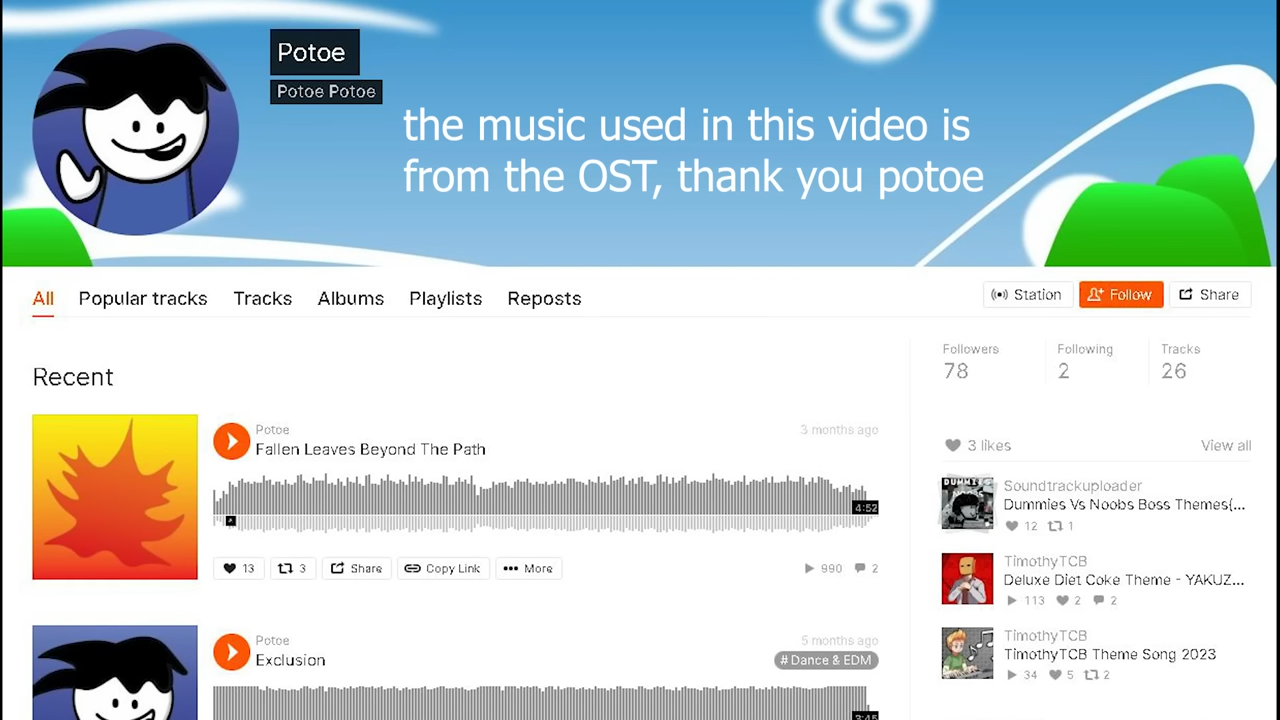 Potoe
Potoe Potoe
the music used in this video is
from the OST, thank you potoe
All Popular tracks Tracks Albums Playlists Reposts
Station Follow Share
Followers Following Tracks
78 2 26
Recent
Potoe 3 months ago
Fallen Leaves Beyond The Path
4:52
13 3 Share Copy Link More 990 2
Potoe 5 months ago
Exclusion # Dance & EDM
3:45
3 likes View all
DUMMIES
NOOBS
Soundtrackuploader
Dummies Vs Noobs Boss Themes(...
12 1
TimothyTCB
Deluxe Diet Coke Theme - YAKUZ...
113 2 2
TimothyTCB
TimothyTCB Theme Song 2023
34 5 2